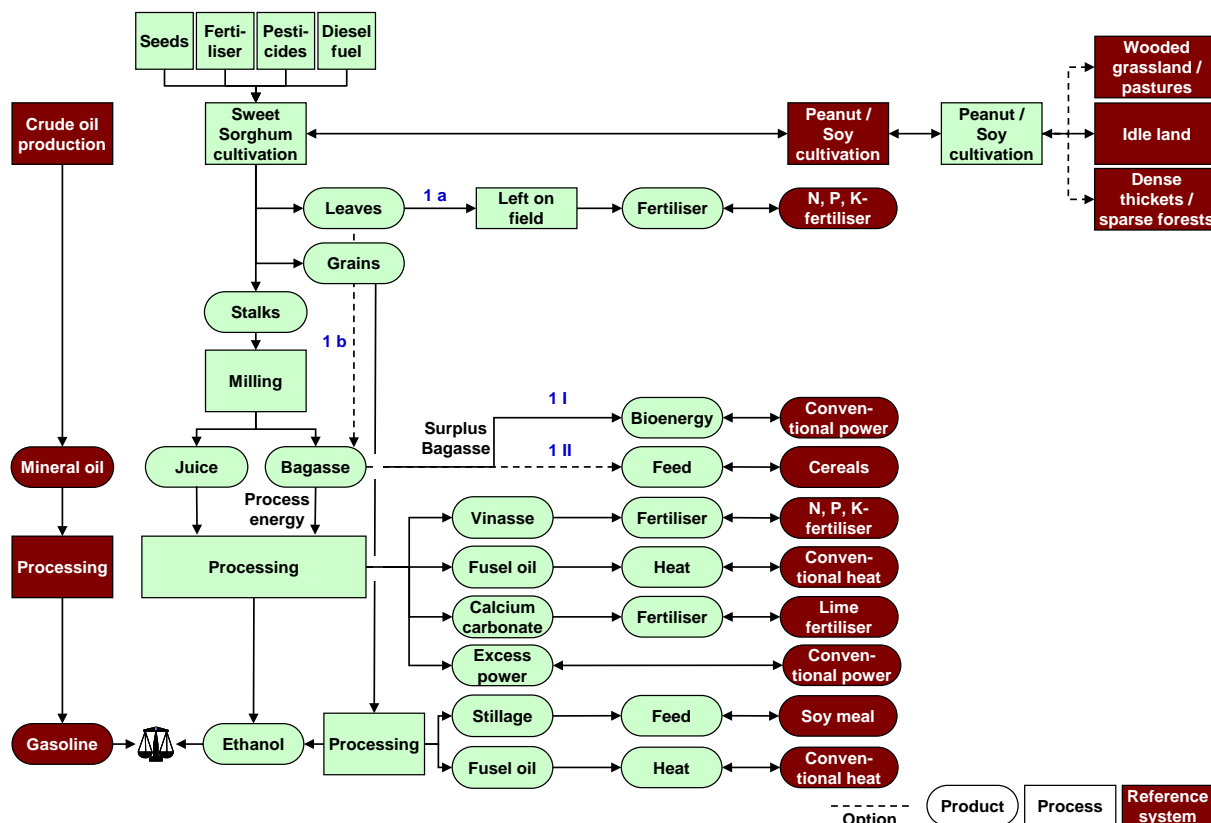 Seeds
Ferti-
liser
Pesti-
cides
Diesel
fuel
Wooded
grassland /
pastures
Crude oil
production
Sweet
Sorghum
cultivation
Peanut /
Soy
cultivation
Peanut /
Soy
cultivation
Idle land
Leaves
1 a
Left on
field
Fertiliser
N, P, K-
fertiliser
Dense
thickets /
sparse forests
Grains
Stalks
1 b
Milling
1 I
Surplus
Bagasse
Bioenergy
Conven-
tional power
Mineral oil
Juice
Bagasse
1 II
Feed
Cereals
Process
energy
Vinasse
Fertiliser
N, P, K-
fertiliser
Processing
Processing
Fusel oil
Heat
Conven-
tional heat
Calcium
carbonate
Fertiliser
Lime
fertiliser
Excess
power
Conven-
tional power
Gasoline
Ethanol
Processing
Stillage
Feed
Soy meal
Fusel oil
Heat
Conven-
tional heat
Option
Product
Process
Reference
system